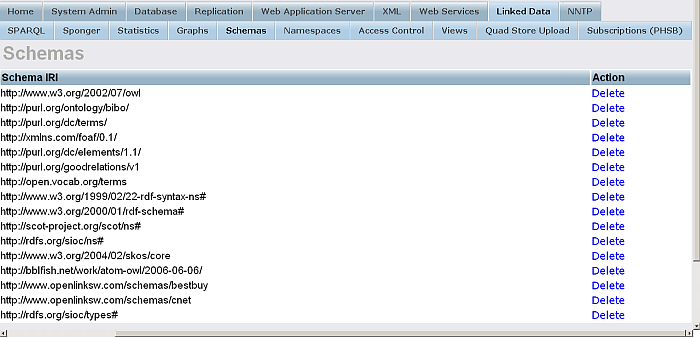 Home System Admin Database Replication Web Application Server XML Web Services Linked Data NNTP
SPARQL Sponger Statistics Graphs Schemas Namespaces Access Control Views Quad Store Upload Subscriptions (PHSB)
Schemas
Schema IRI Action
http://www.w3.org/2002/07/owl Delete
http://purl.org/ontology/bibo/ Delete
http://purl.org/dc/terms/ Delete
http://xmlns.com/foaf/0.1/ Delete
http://purl.org/dc/elements/1.1/ Delete
http://purl.org/goodrelations/v1 Delete
http://open.vocab.org/terms Delete
http://www.w3.org/1999/02/22-rdf-syntax-ns# Delete
http://www.w3.org/2000/01/rdf-schema# Delete
http://scot-project.org/scot/ns# Delete
http://rdfs.org/sioc/ns# Delete
http://www.w3.org/2004/02/skos/core Delete
http://bblfish.net/work/atom-owl/2006-06-06/ Delete
http://www.openlinksw.com/schemas/bestbuy Delete
http://www.openlinksw.com/schemas/cnet Delete
http://rdfs.org/sioc/types# Delete